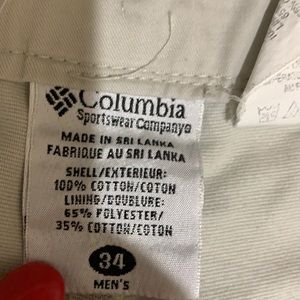 Columbia
Sportswear Company®
MADE IN SRI LANKA
FABRIQUE AU SRI LANKA
SHELL/EXTERIEUR:
100% COTTON/COTON
LINING/DOUBLURE:
65% POLYESTER/
35% COTTON/COTON
34
MEN'S